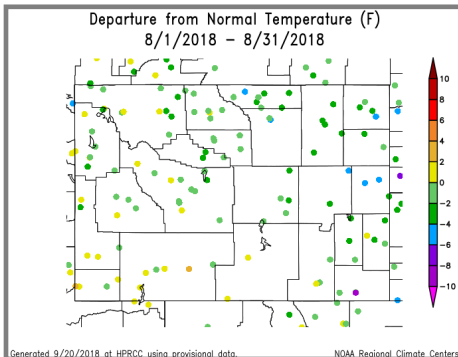 Departure from Normal Temperature (F)
8/1/2018 – 8/31/2018
10
8
6
4
2
0
-2
-4
-6
-8
-10
Generated 9/20/2018 at HPRCC using provisional data.
NOAA Regional Climate Centers